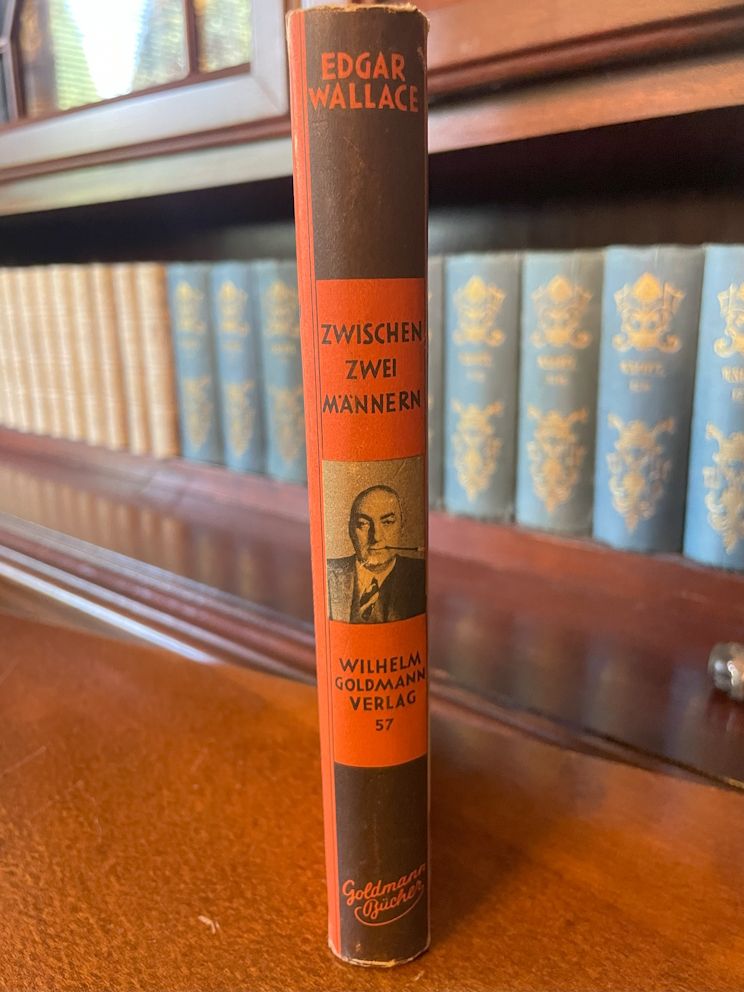 EDGAR
WALLACE
ZWISCHEN
ZWEI
MÄNNERN
WILHELM
GOLDMANN
VERLAG
57
Goldmann
Bücher